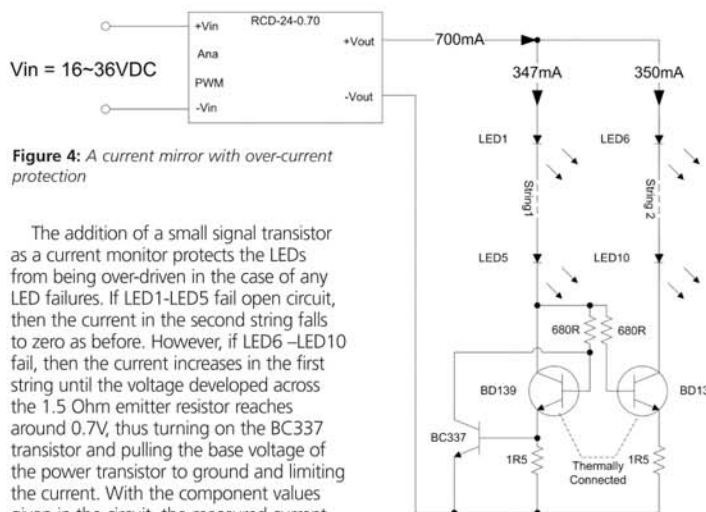 RCD-24-0.70
+Vin
+Vout
Ana
PWM
-Vin
-Vout
Vin = 16~36VDC
700mA
347mA
350mA
LED1
LED6
String1
String 2
LED5
LED10
680R
680R
BD139
BC337
1R5
1R5
Thermally
Connected
Figure 4: A current mirror with over-current
protection
The addition of a small signal transistor
as a current monitor protects the LEDs
from being over-driven in the case of any
LED failures. If LED1-LED5 fail open circuit,
then the current in the second string falls
to zero as before. However, if LED6 –LED10
fail, then the current increases in the first
string until the voltage developed across
the 1.5 Ohm emitter resistor reaches
around 0.7V, thus turning on the BC337
transistor and pulling the base voltage of
the power transistor to ground and limiting
the current. With the component values
given in the circuit, the measured current